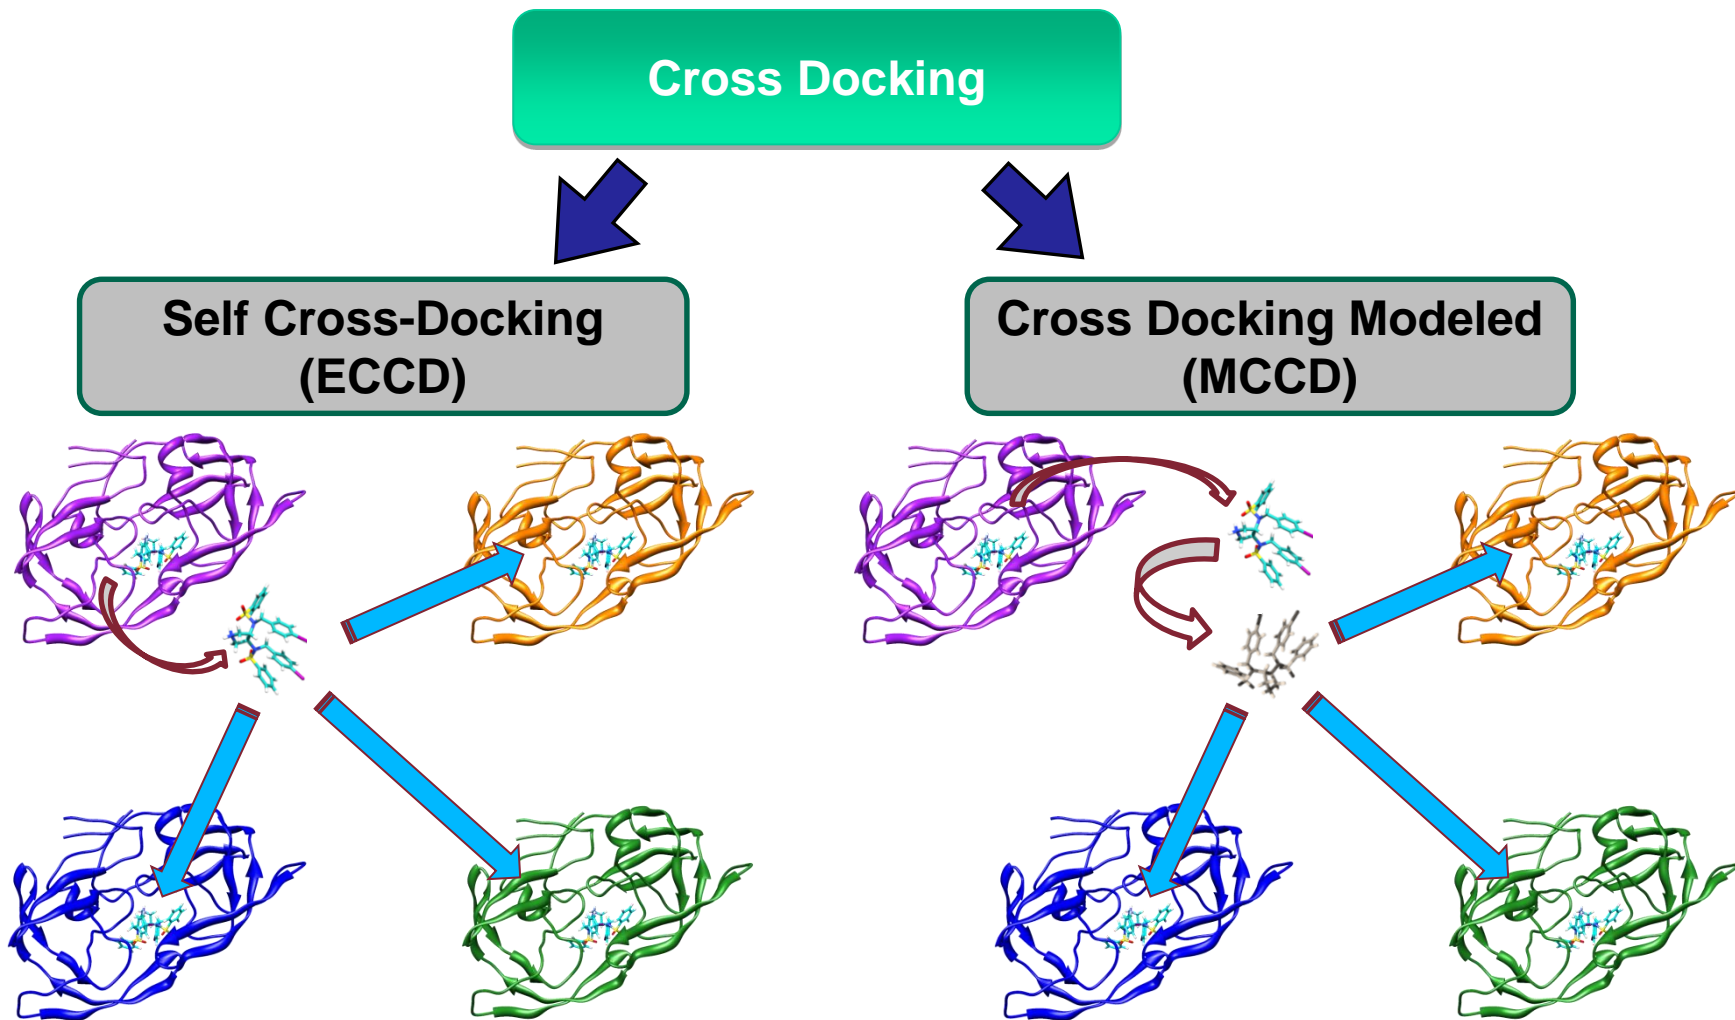 Cross Docking
Self Cross-Docking
(ECCD)
Cross Docking Modeled
(MCCD)